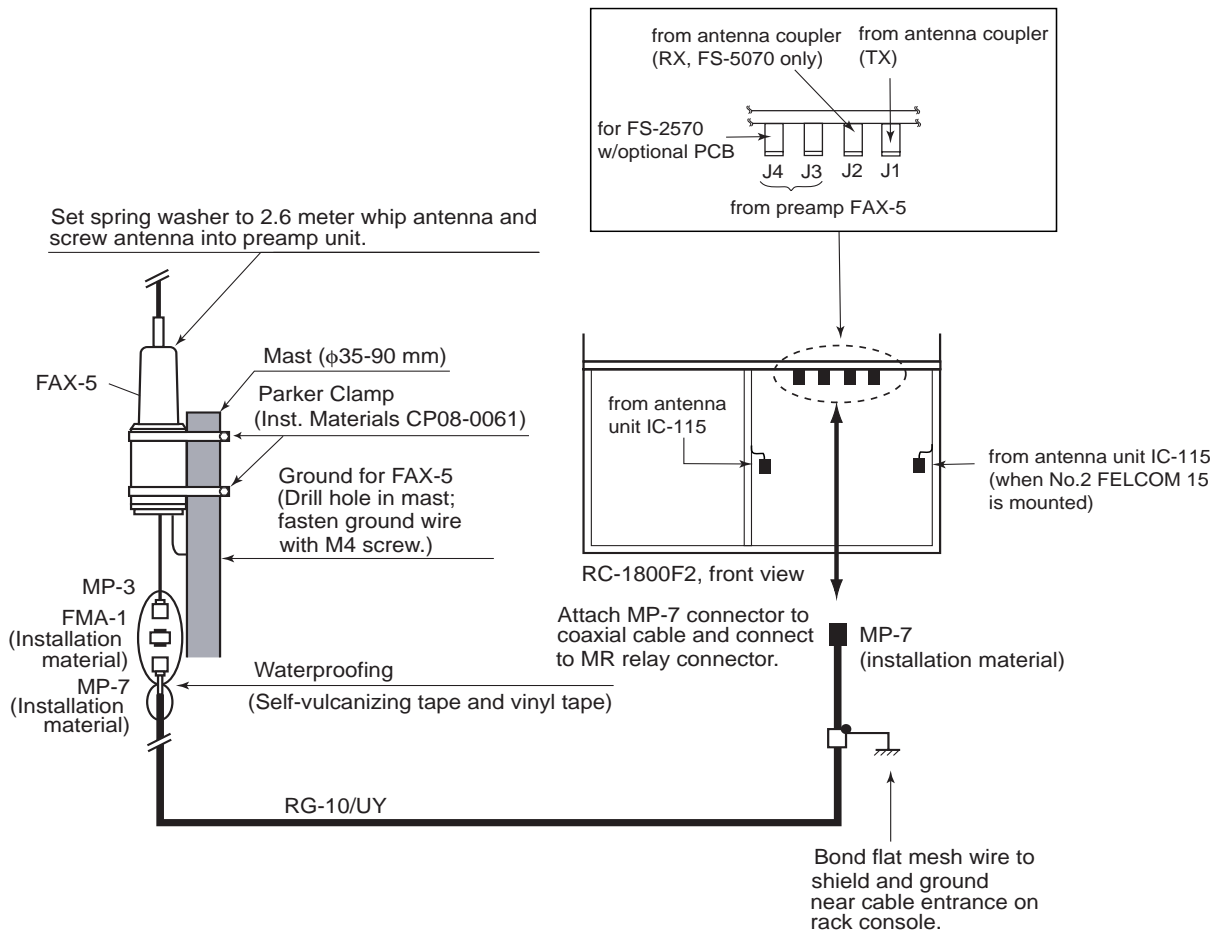 from antenna coupler
(RX, FS-5070 only)
from antenna coupler
(TX)
for FS-2570
w/optional PCB
J4 J3 J2 J1
from preamp FAX-5
Set spring washer to 2.6 meter whip antenna and
screw antenna into preamp unit.
FAX-5
Mast (φ35-90 mm)
Parker Clamp
(Inst. Materials CP08-0061)
Ground for FAX-5
(Drill hole in mast;
fasten ground wire
with M4 screw.)
from antenna
unit IC-115
from antenna unit IC-115
(when No.2 FELCOM 15
is mounted)
RC-1800F2, front view
MP-3
FMA-1
(Installation
material)
MP-7
(Installation
material)
Waterproofing
(Self-vulcanizing tape and vinyl tape)
Attach MP-7 connector to
coaxial cable and connect
to MR relay connector.
MP-7
(installation material)
RG-10/UY
Bond flat mesh wire to
shield and ground
near cable entrance on
rack console.